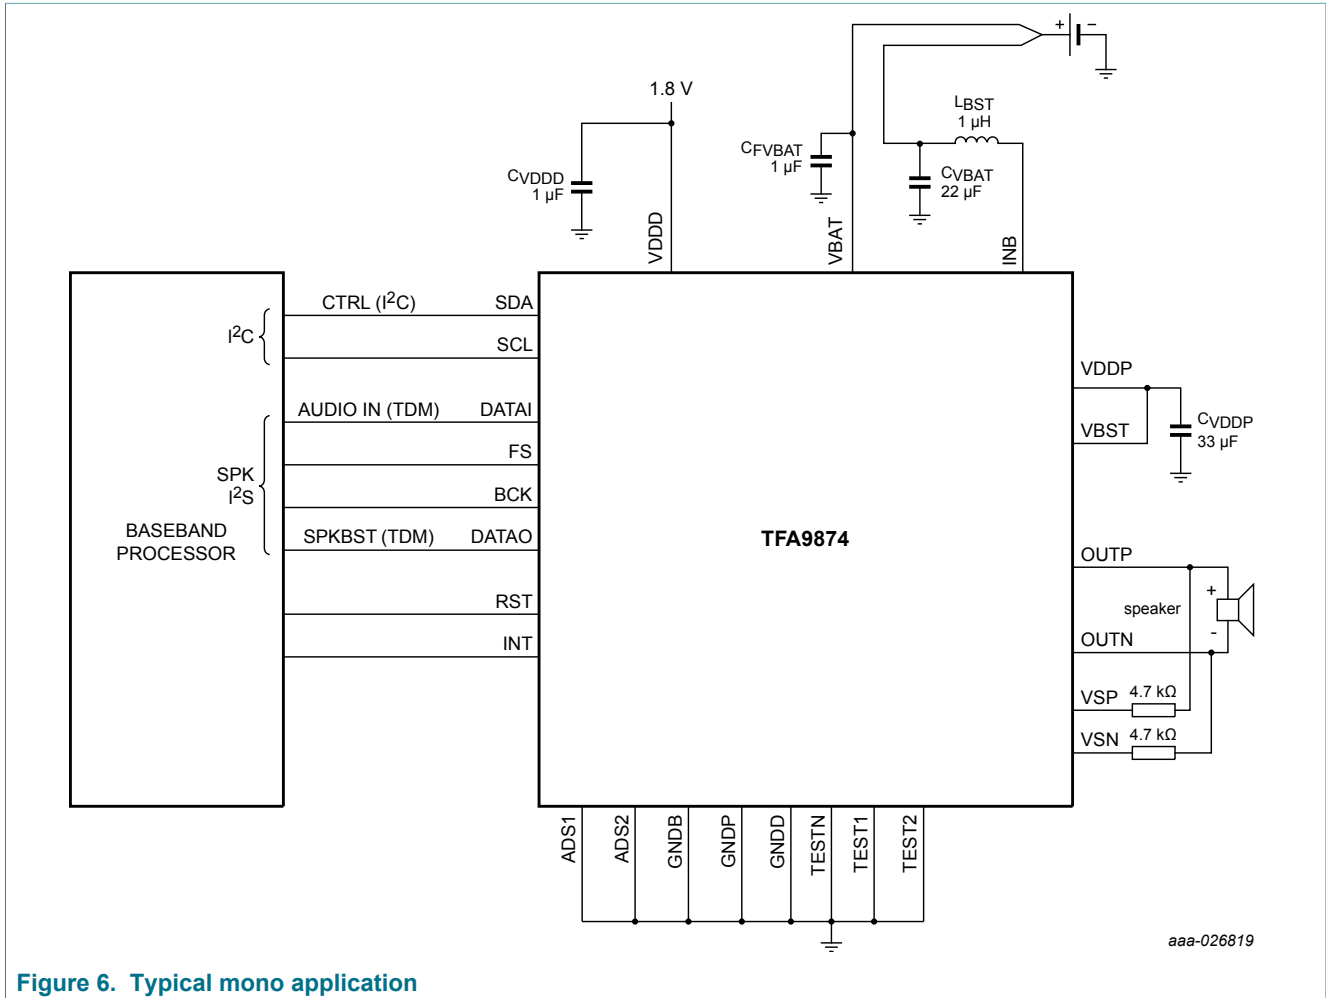 + −
1.8 V
LBST
1 µH
CFVBAT
1 µF
CVBAT
22 µF
CVDDD
1 µF
VDDD
VBAT
INB
CTRL (I²C)
SDA
I²C
SCL
AUDIO IN (TDM)
DATAI
FS
SPK
I²S
BCK
SPKBST (TDM)
DATAO
BASEBAND
PROCESSOR
RST
INT
TFA9874
VDDP
VBST
CVDDP
33 µF
OUTP
+
speaker
-
OUTN
VSP
4.7 kΩ
VSN
4.7 kΩ
ADS1
ADS2
GNDB
GNDP
GNDD
TESTN
TEST1
TEST2
aaa-026819
Figure 6. Typical mono application